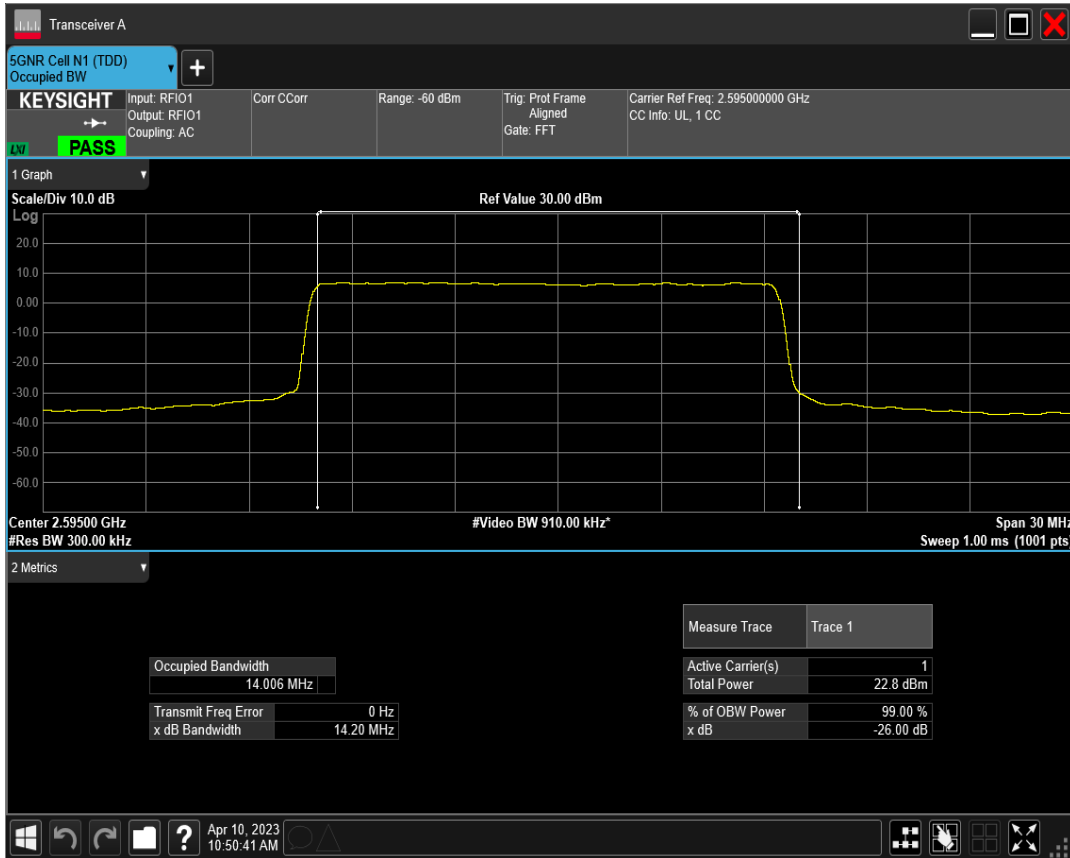 Transceiver A
5GNR Cell N1 (TDD)
Occupied BW
+
KEYSIGHT
LXI
PASS
Input: RFIO1
Output: RFIO1
Coupling: AC
Corr CCorr
Range: -60 dBm
Trig: Prot Frame
Aligned
Gate: FFT
Carrier Ref Freq: 2.595000000 GHz
CC Info: UL, 1 CC
1 Graph
Scale/Div 10.0 dB
Ref Value 30.00 dBm
Log
20.0
10.0
0.00
-10.0
-20.0
-30.0
-40.0
-50.0
-60.0
Center 2.59500 GHz
#Video BW 910.00 kHz*
Span 30 MHz
#Res BW 300.00 kHz
Sweep 1.00 ms (1001 pts)
2 Metrics
Measure Trace Trace 1
Occupied Bandwidth
14.006 MHz
Active Carrier(s) 1
Total Power 22.8 dBm
Transmit Freq Error 0 Hz
x dB Bandwidth 14.20 MHz
% of OBW Power 99.00 %
x dB -26.00 dB
?
Apr 10, 2023
10:50:41 AM